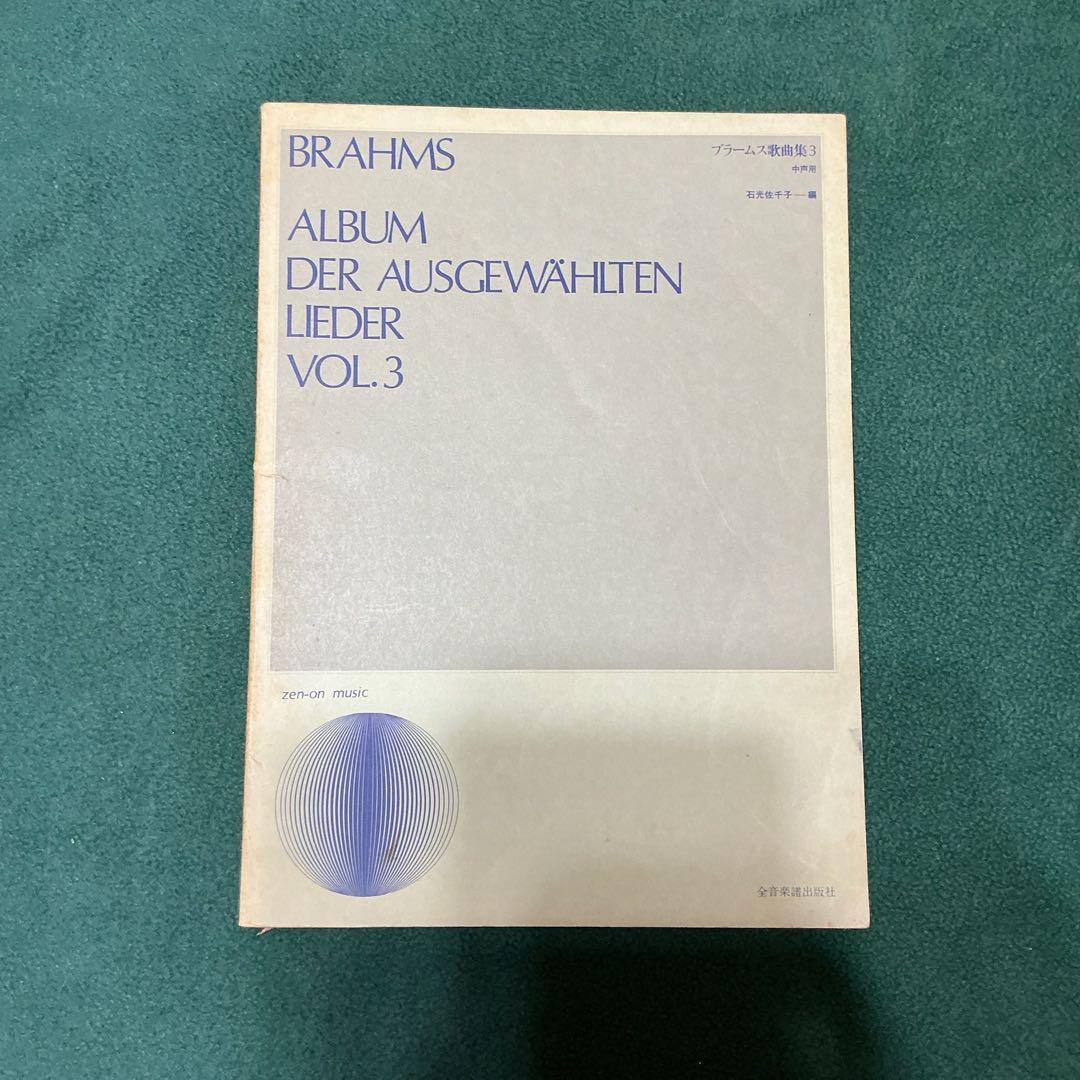 BRAHMS
ALBUM
DER AUSGEWÄHLTEN
LIEDER
VOL.3
ブラームス歌曲集3
中声用
石光佐千子——編
zen-on music
全音楽譜出版社